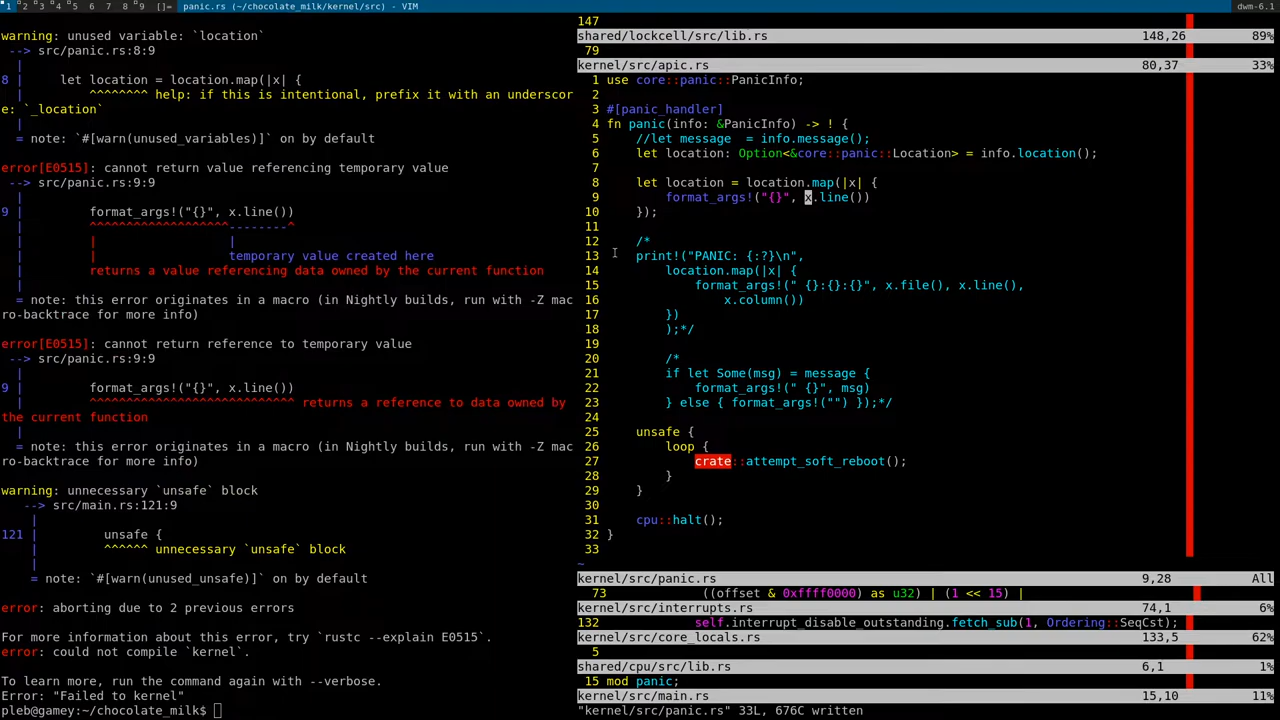 1 2 3 4 5 6 7 8 9 []= panic.rs (~/chocolate_milk/kernel/src) - VIM dwm-6.1
warning: unused variable: `location`
--> src/panic.rs:8:9
|
8 | let location = location.map(|x| {
| ^^^^^^^^ help: if this is intentional, prefix it with an underscor
e: `_location`
|
= note: `#[warn(unused_variables)]` on by default
error[E0515]: cannot return value referencing temporary value
--> src/panic.rs:9:9
|
9 | format_args!("{}", x.line())
| ^^^^^^^^^^^^^^^^^^^--------^
| | |
| | temporary value created here
| returns a value referencing data owned by the current function
|
= note: this error originates in a macro (in Nightly builds, run with -Z mac
ro-backtrace for more info)
error[E0515]: cannot return reference to temporary value
--> src/panic.rs:9:9
|
9 | format_args!("{}", x.line())
| ^^^^^^^^^^^^^^^^^^^^^^^^^^^^ returns a reference to data owned by
the current function
|
= note: this error originates in a macro (in Nightly builds, run with -Z mac
ro-backtrace for more info)
warning: unnecessary `unsafe` block
--> src/main.rs:121:9
|
121 | unsafe {
| ^^^^^^ unnecessary `unsafe` block
|
= note: `#[warn(unused_unsafe)]` on by default
error: aborting due to 2 previous errors
For more information about this error, try `rustc --explain E0515`.
error: could not compile `kernel`.
To learn more, run the command again with --verbose.
Error: "Failed to kernel"
pleb@gamey:~/chocolate_milk$
147
shared/lockcell/src/lib.rs 148,26 89%
79
kernel/src/apic.rs 80,37 33%
1 use core::panic::PanicInfo;
2
3 #[panic_handler]
4 fn panic(info: &PanicInfo) -> ! {
5 //let message  = info.message();
6 let location: Option<&core::panic::Location> = info.location();
7
8 let location = location.map(|x| {
9 format_args!("{}", x.line())
10 });
11
12 /*
13 print!("PANIC: {:?}\n",
14 location.map(|x| {
15 format_args!(" {}:{}:{}", x.file(), x.line(),
16 x.column())
17 })
18 );*/
19
20 /*
21 if let Some(msg) = message {
22 format_args!(" {}", msg)
23 } else { format_args!("") });*/
24
25 unsafe {
26 loop {
27 crate::attempt_soft_reboot();
28 }
29 }
30
31 cpu::halt();
32 }
33
~
kernel/src/panic.rs 9,28 All
73 ((offset & 0xffff0000) as u32) | (1 << 15) |
kernel/src/interrupts.rs 74,1 6%
132 self.interrupt_disable_outstanding.fetch_sub(1, Ordering::SeqCst);
kernel/src/core_locals.rs 133,5 62%
5
shared/cpu/src/lib.rs 6,1 1%
15 mod panic;
kernel/src/main.rs 15,10 11%
"kernel/src/panic.rs" 33L, 676C written